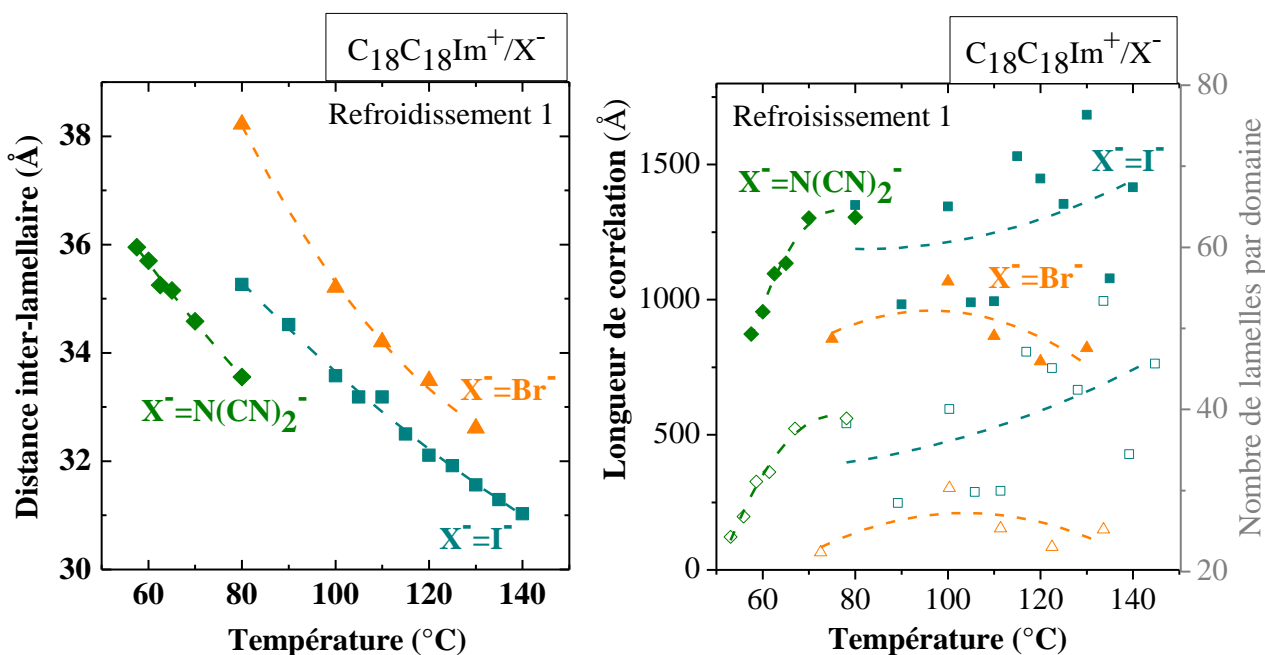 C18C18Im+/X-
Refroidissement 1
X-=N(CN)2-
X-=Br-
X-=I-
Distance inter-lamellaire (Å)
38
36
34
32
30
60 80 100 120 140
Température (°C)
C18C18Im+/X-
Refroisissement 1
X-=N(CN)2-
X-=I-
X-=Br-
Longueur de corrélation (Å)
1500
1000
500
0
Nombre de lamelles par domaine
80
60
40
20
60 80 100 120 140
Température (°C)